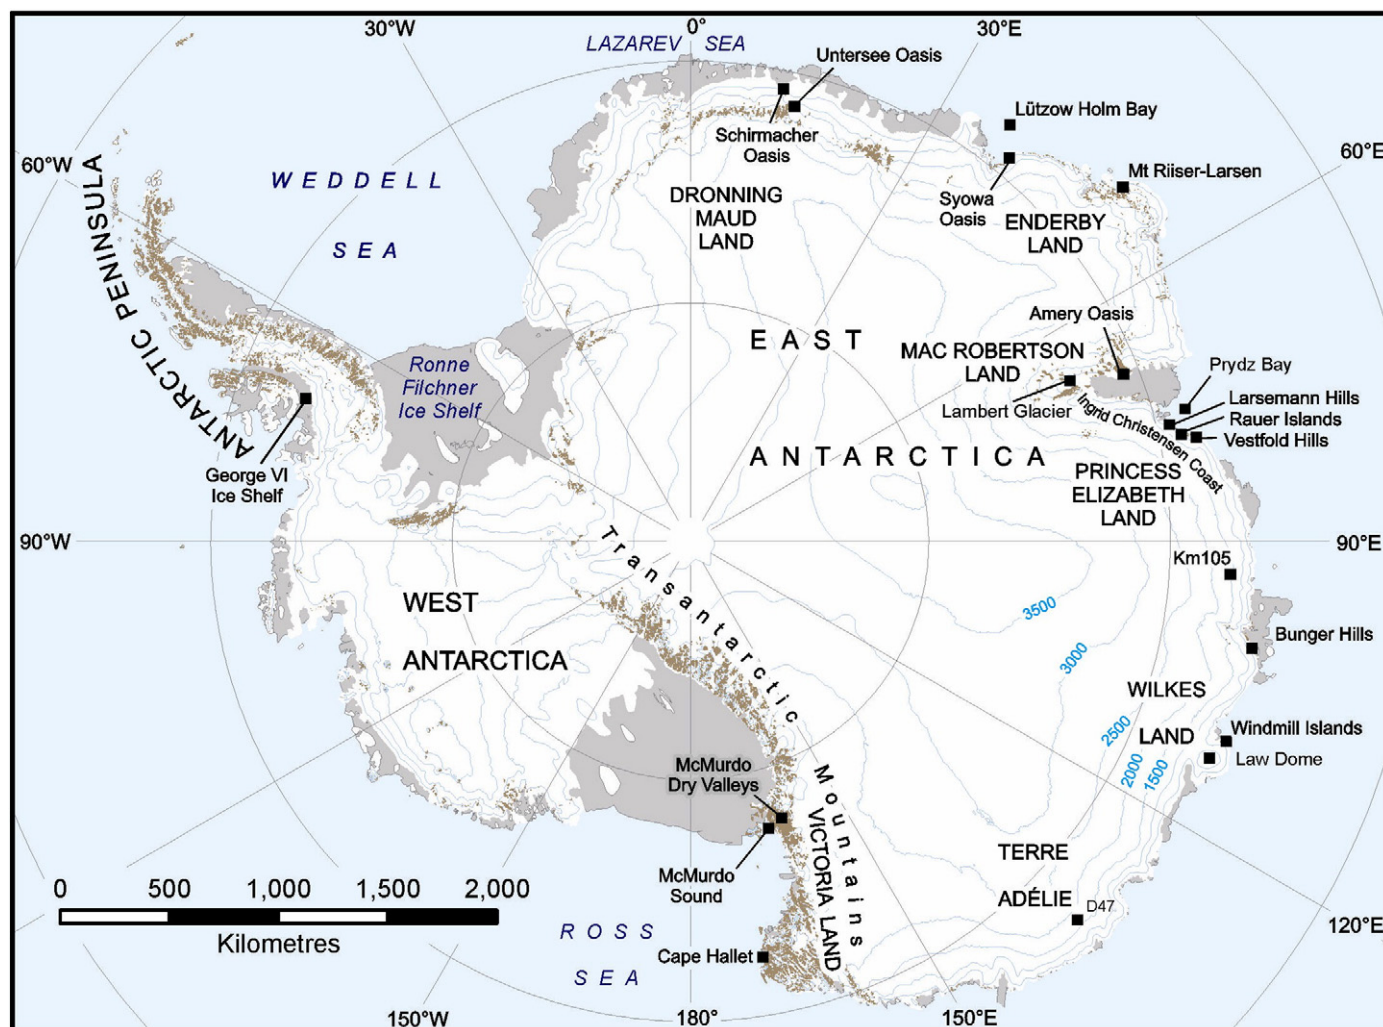 30°W
0°
30°E
LAZAREV SEA
Untersee Oasis
Lützow Holm Bay
Schirmacher
Oasis
60°W
60°E
Mt Riiser-Larsen
WEDDELL
SEA
DRONNING
MAUD
LAND
Syowa
Oasis
ENDERBY
LAND
ANTARCTIC PENINSULA
Amery Oasis
EAST
MAC ROBERTSON
LAND
Prydz Bay
Ronne
Filchner
Ice Shelf
Larsemann Hills
Lambert Glacier
Rauer Islands
Ingrid Christensen Coast
Vestfold Hills
ANTARCTICA
George VI
Ice Shelf
PRINCESS
ELIZABETH
LAND
90°W
90°E
Transantarctic Mountains
Km105
WEST
ANTARCTICA
3500
3000
2500
2000
1500
Bunger Hills
WILKES
LAND
Windmill Islands
Law Dome
McMurdo
Dry Valleys
VICTORIA LAND
McMurdo
Sound
TERRE
ADÉLIE
D47
0 500 1,000 1,500 2,000
Kilometres
ROSS
SEA
Cape Hallet
120°E
150°W
180°
150°E